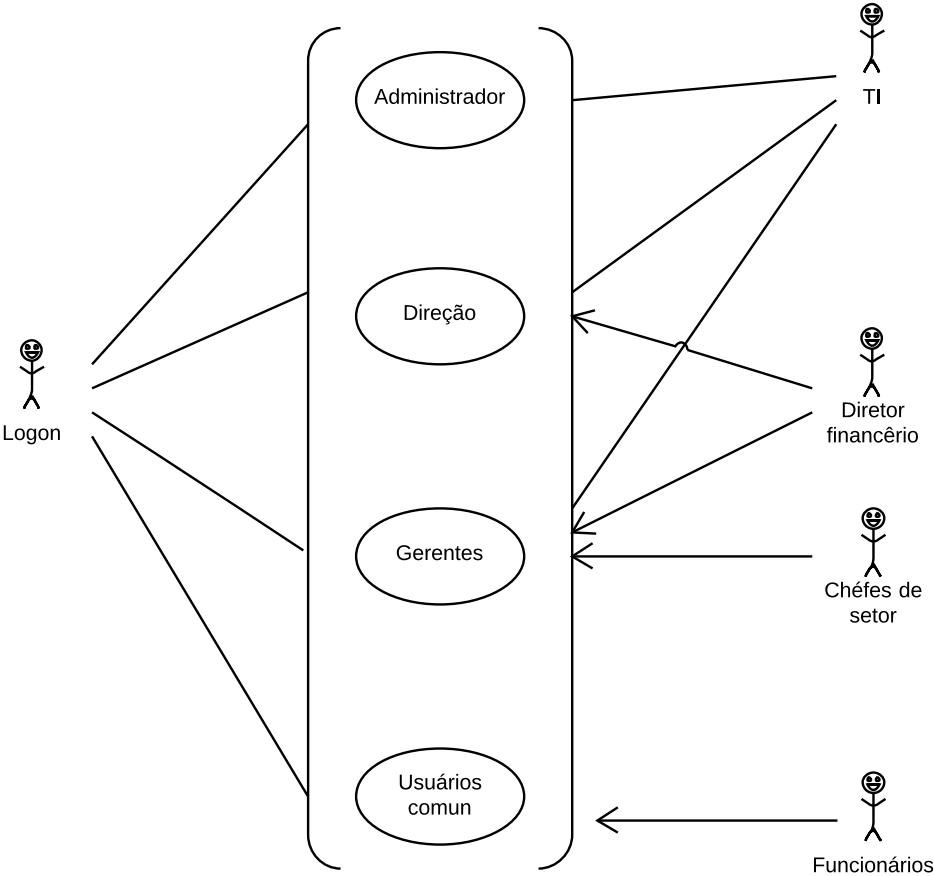 Administrador
TI
Direção
Logon
Diretor
financêrio
Gerentes
Chéfes de
setor
Usuários
comun
Funcionários